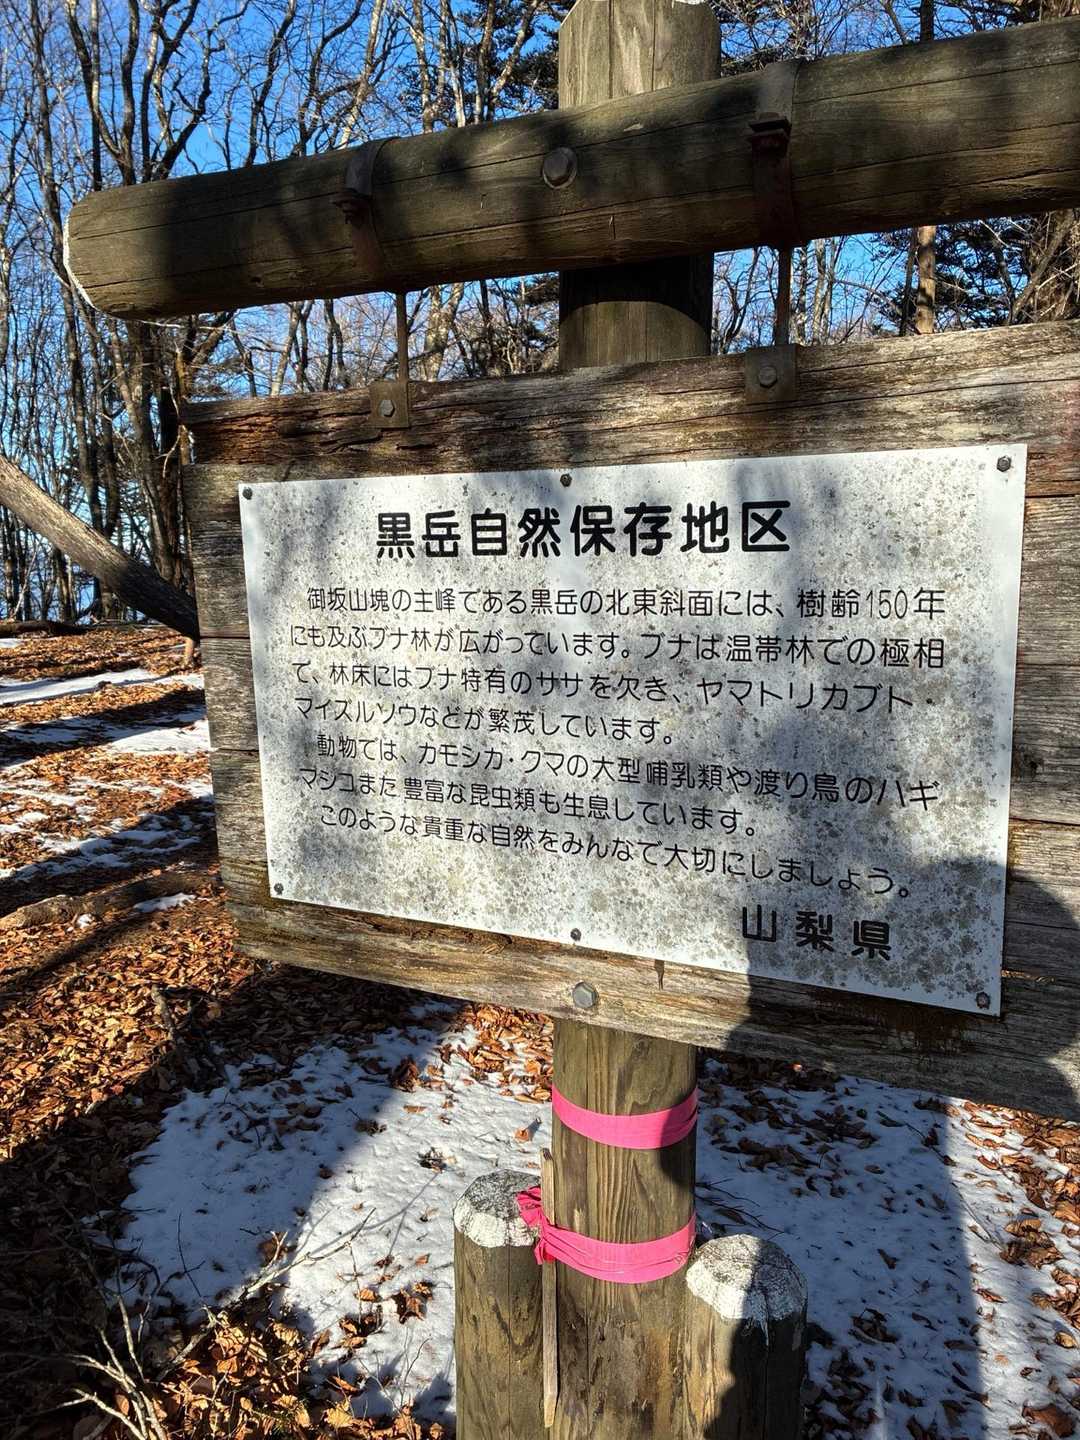 黒岳自然保存地区
御坂山塊の主峰である黒岳の北東斜面には、樹齢150年
にも及ぶブナ林が広がっています。ブナは温帯林での極相
で、林床にはブナ特有のササを欠き、ヤマトリカブト・
マイズルソウなどが繁茂しています。
動物では、カモシカ・クマの大型哺乳類や渡り鳥のハギ
マシコまた豊富な昆虫類も生息しています。
このような貴重な自然をみんなで大切にしましょう。
山梨県